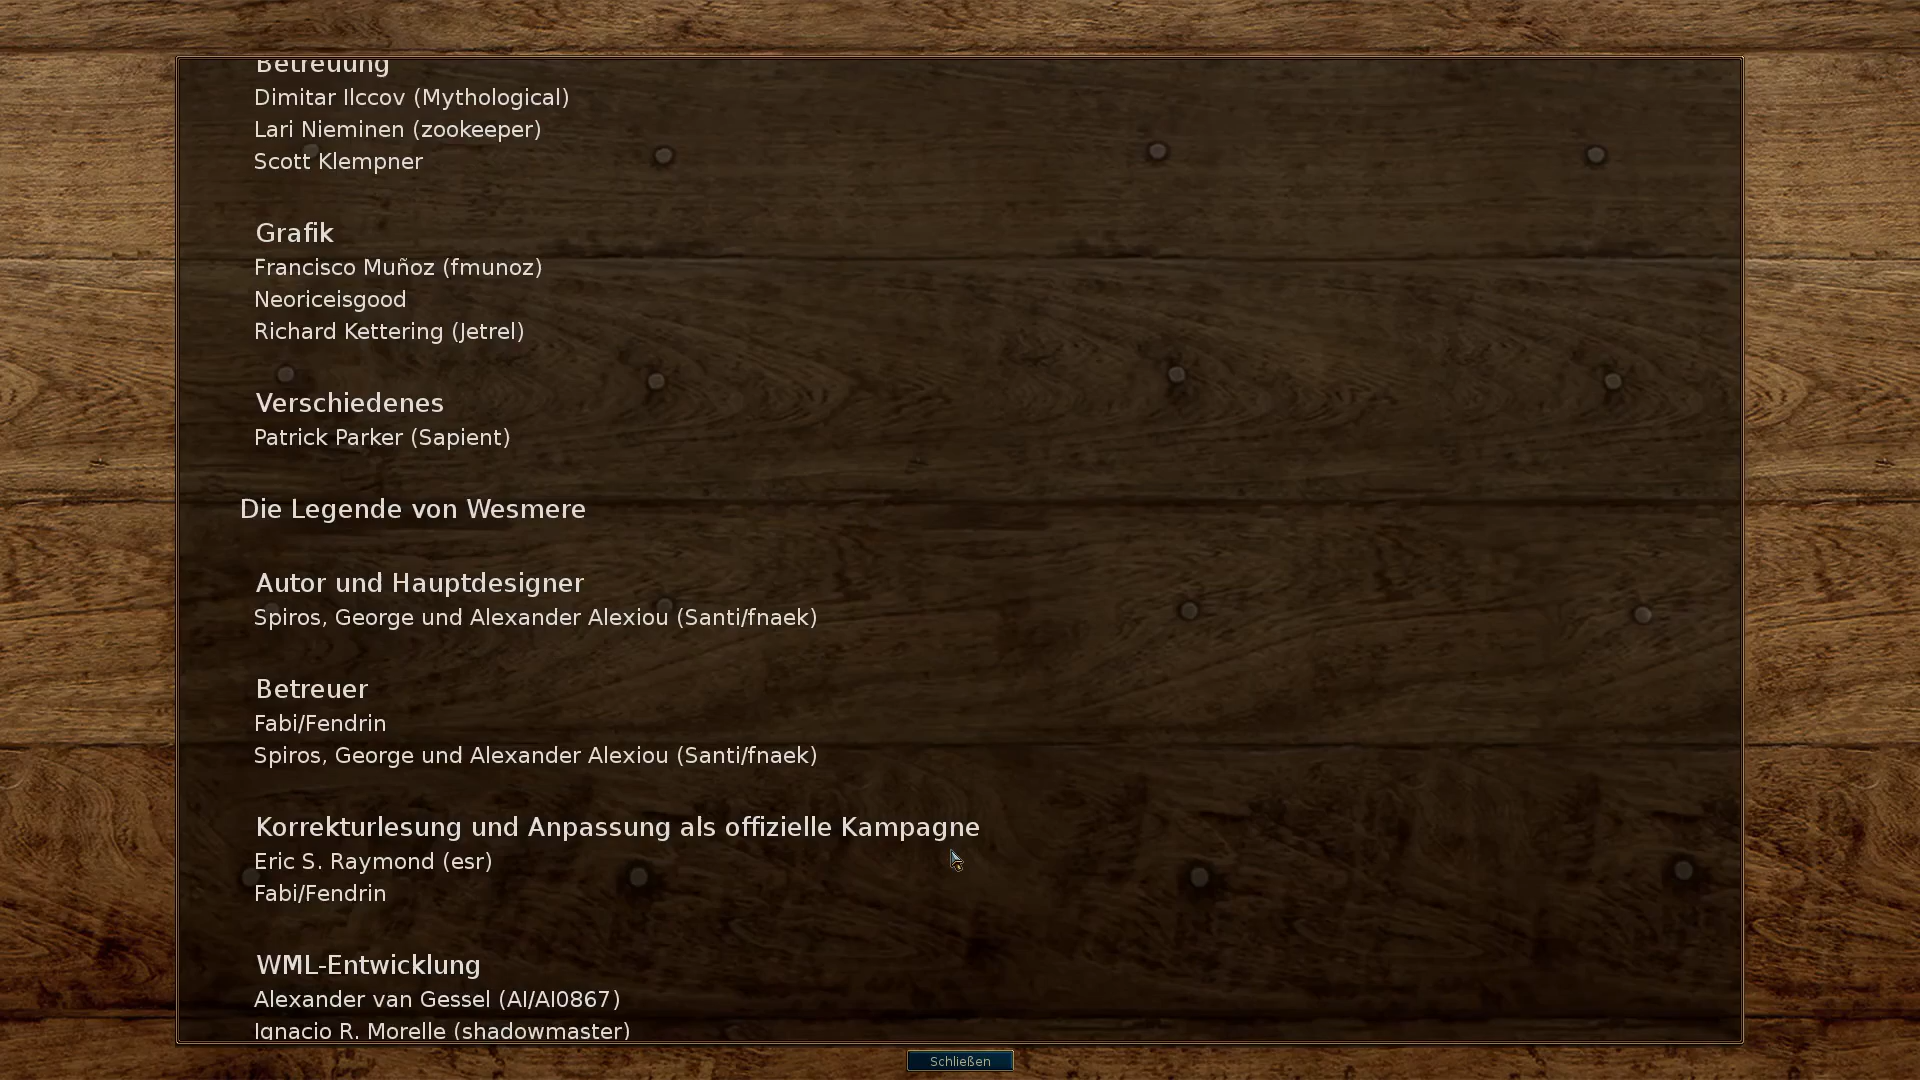 Betreuung
Dimitar Ilccov (Mythological)
Lari Nieminen (zookeeper)
Scott Klempner
Grafik
Francisco Muñoz (fmunoz)
Neoriceisgood
Richard Kettering (Jetrel)
Verschiedenes
Patrick Parker (Sapient)
Die Legende von Wesmere
Autor und Hauptdesigner
Spiros, George und Alexander Alexiou (Santi/fnaek)
Betreuer
Fabi/Fendrin
Spiros, George und Alexander Alexiou (Santi/fnaek)
Korrekturlesung und Anpassung als offizielle Kampagne
Eric S. Raymond (esr)
Fabi/Fendrin
WML-Entwicklung
Alexander van Gessel (AI/AI0867)
Ignacio R. Morelle (shadowmaster)
Schließen